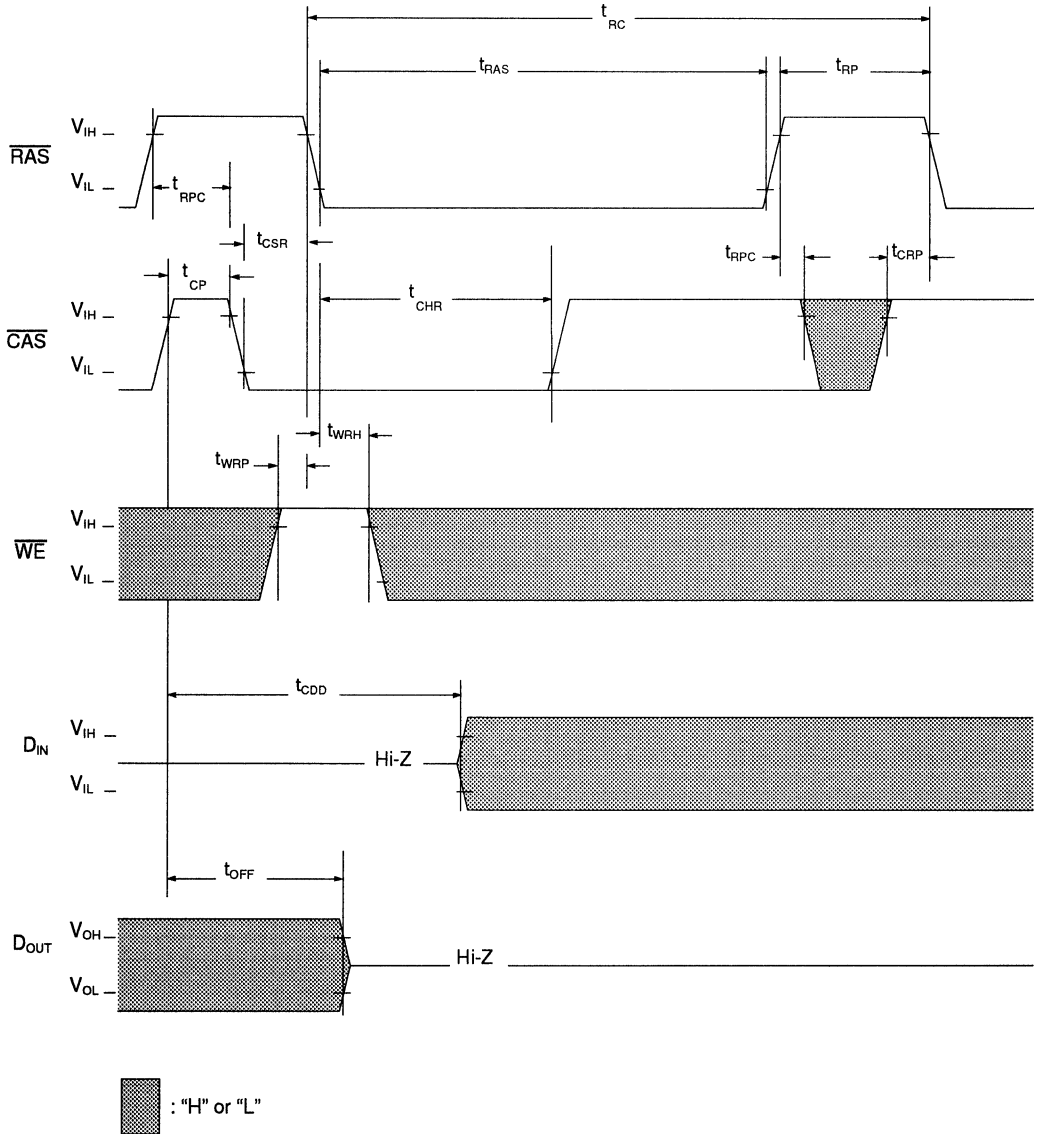 tRC
tRAS
tRP
RAS
VIH
VIL
tRPC
tCSR
tRPC
tCRP
tCP
tCHR
CAS
VIH
VIL
tWRH
tWRP
WE
VIH
VIL
tCDD
DIN
VIH
Hi-Z
VIL
tOFF
DOUT
VOH
Hi-Z
VOL
: “H” or “L”